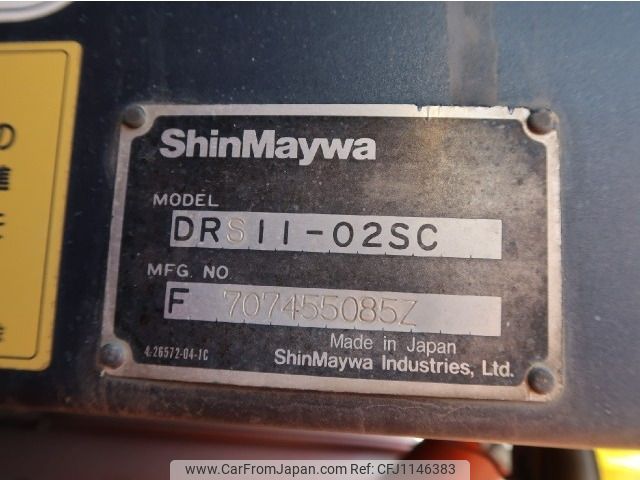 の
ShinMaywa
MODEL
DRS11-02SC
MFG. NO
F 707455085Z
Made in Japan
4-26572-04-1C
ShinMaywa Industries, Ltd.
www.CarFromJapan.com | REF:CFJ1146383